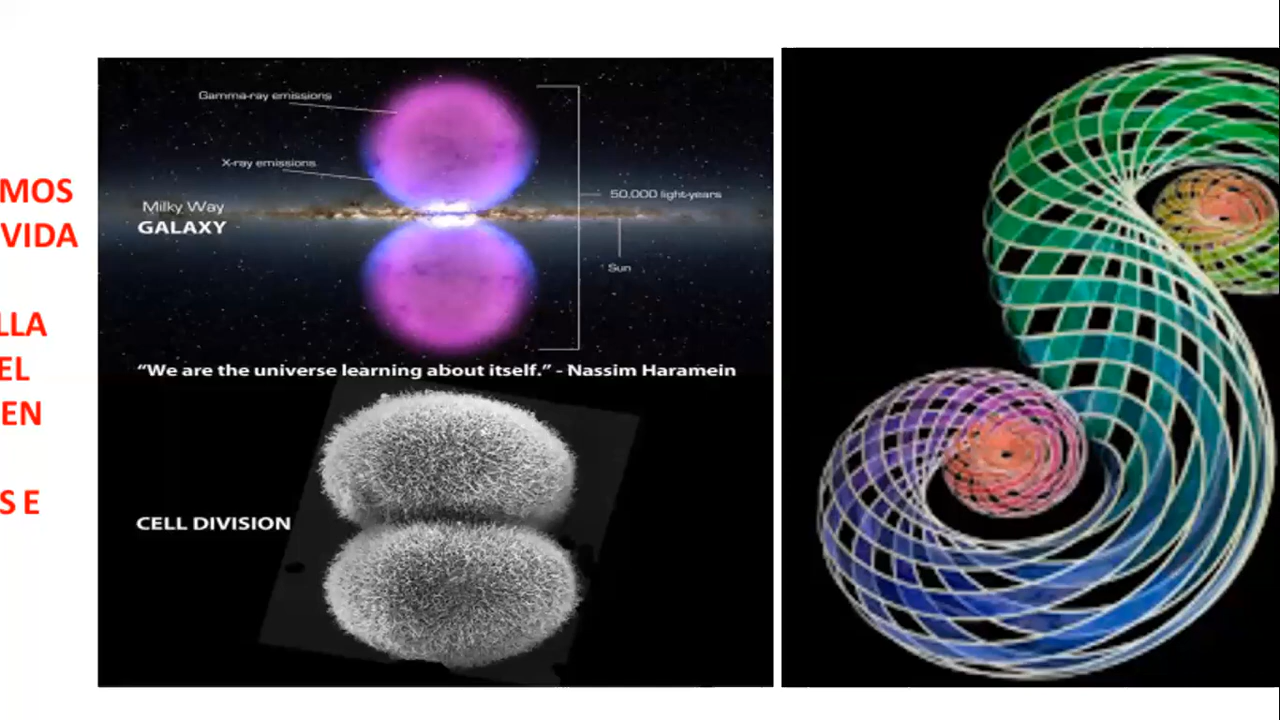 MOS
VIDA
LLA
EL
EN
S E
Gamma-ray emissions
X-ray emissions
Milky Way
GALAXY
50,000 light-years
Sun
“We are the universe learning about itself.” - Nassim Haramein
CELL DIVISION